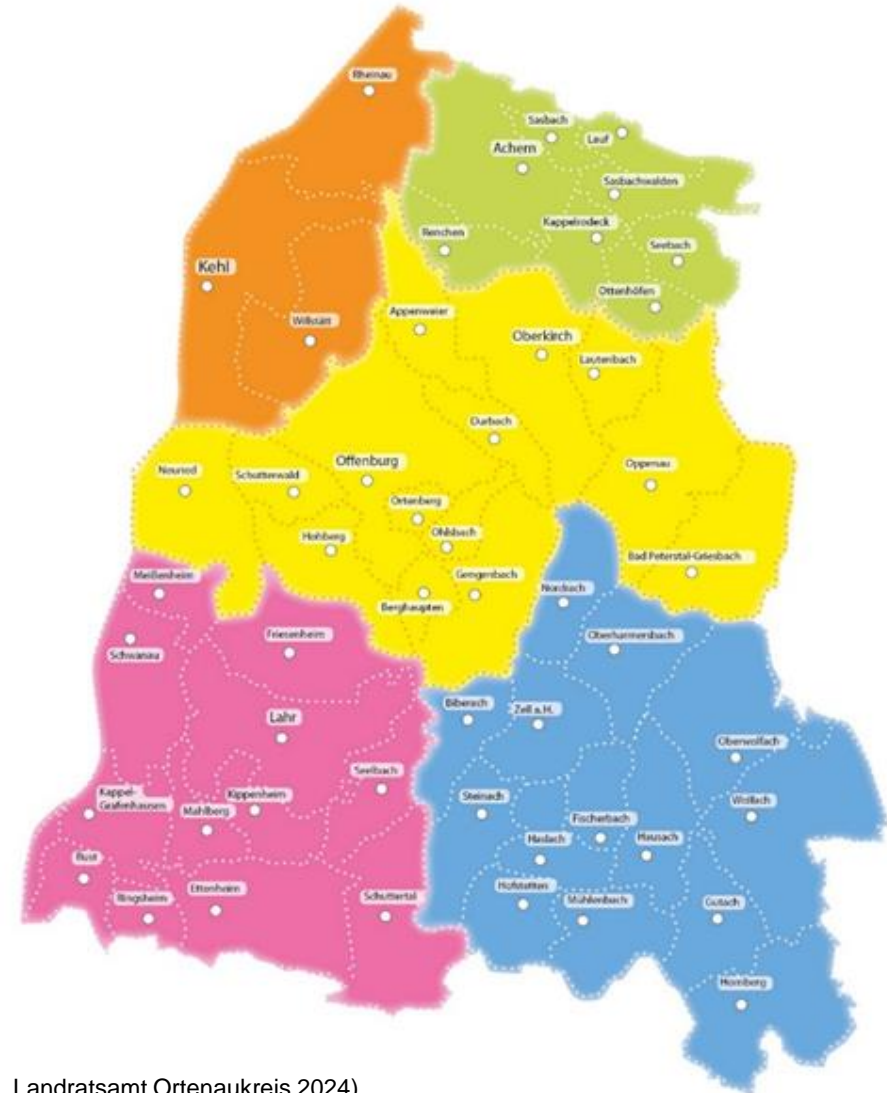 Rheinau
Sasbach
Lauf
Achern
Sasbachwalden
Kappelrodeck
Renchen
Seebach
Kehl
Ottenhöfen
Appenweier
Willstätt
Oberkirch
Lautenbach
Durbach
Offenburg
Neuried
Schutterwald
Oppenau
Ortenberg
Hohberg
Ohlsbach
Bad Peterstal-Griesbach
Meißenheim
Gengenbach
Nordrach
Berghaupten
Friesenheim
Oberharmersbach
Schwanau
Biberach
Zell a.H.
Lahr
Oberwolfach
Seelbach
Kappel-
Grafenhausen
Kippenheim
Steinach
Wolfach
Mahlberg
Fischerbach
Haslach
Hausach
Rust
Ettenheim
Hofstetten
Ringsheim
Schuttertal
Mühlenbach
Gutach
Hornberg
Landratsamt Ortenaukreis 2024)